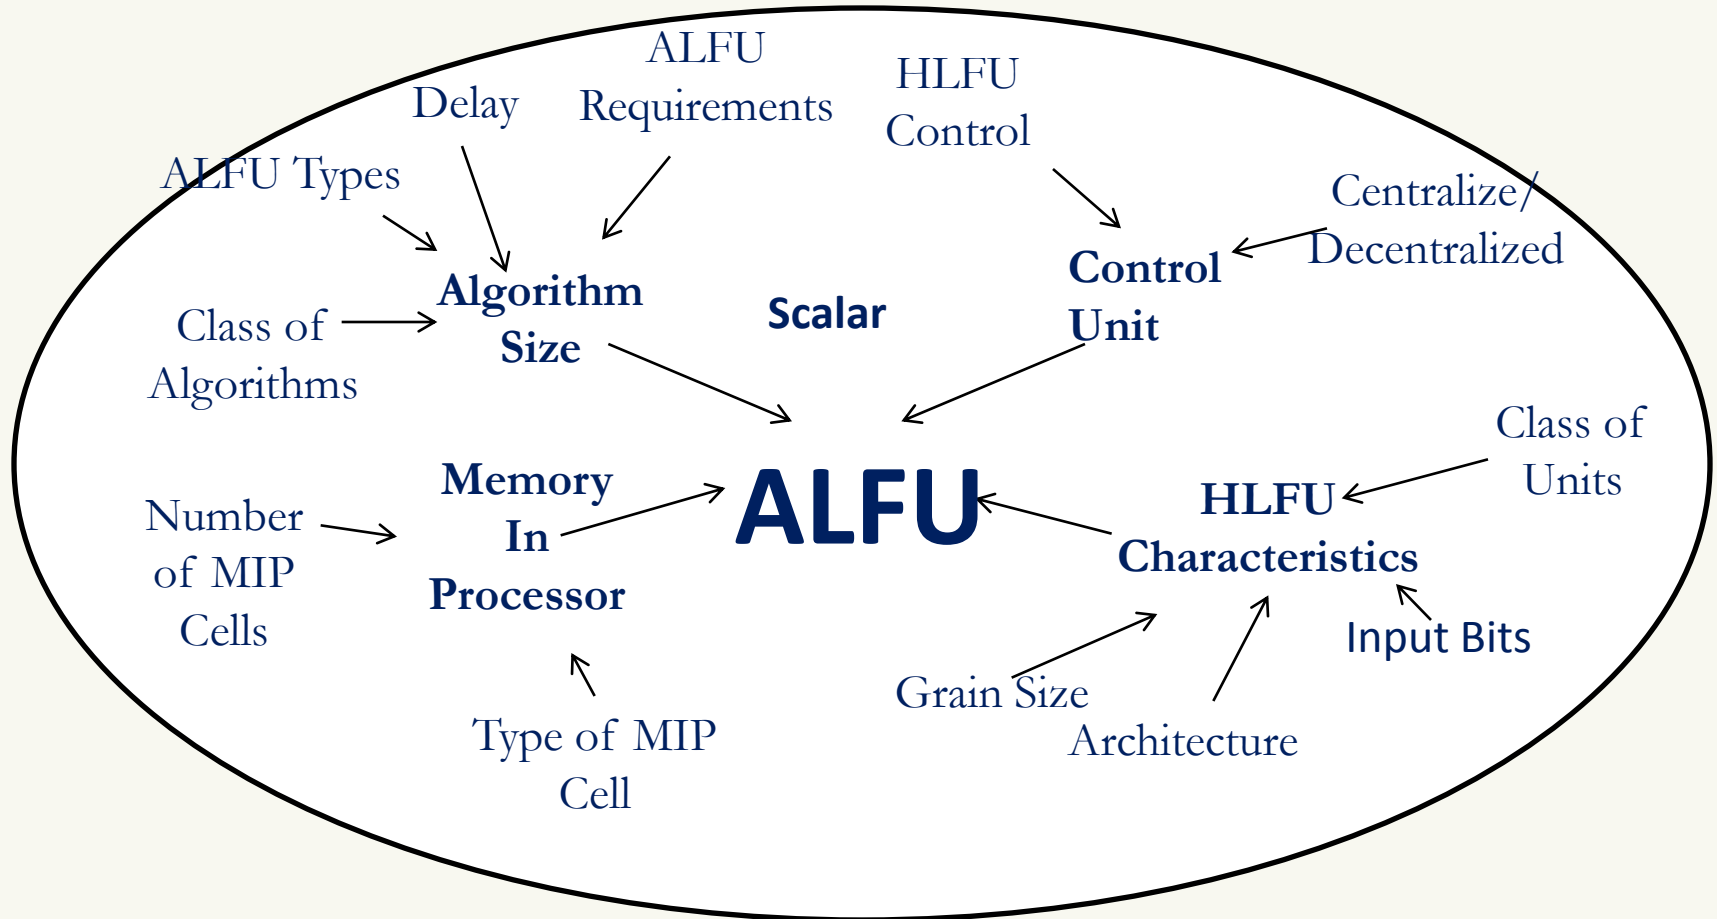 ALFU
Requirements
HLFU
Control
Delay
ALFU Types
Centralize/
Decentralized
Algorithm
Size
Scalar
Control
Unit
Class of
Algorithms
Class of
Units
Memory
In
Processor
ALFU
HLFU
Characteristics
Number
of MIP
Cells
Input Bits
Grain Size
Architecture
Type of MIP
Cell